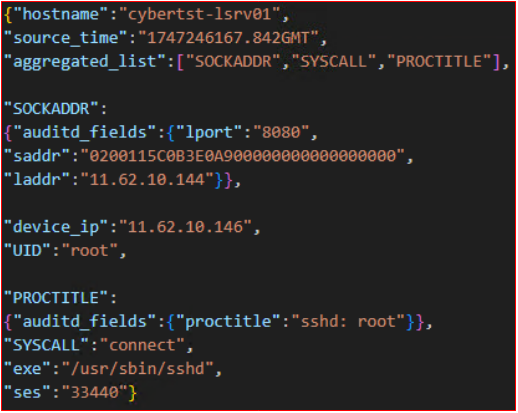 {"hostname":"cybertst-lsrv01",
"source_time":"1747246167.842GMT",
"aggregated_list":["SOCKADDR","SYSCALL","PROCTITLE"],
"SOCKADDR":
{"auditd_fields":{"lport":"8080",
"saddr":"0200115C0B3E0A900000000000000000",
"laddr":"11.62.10.144"}},
"device_ip":"11.62.10.146",
"UID":"root",
"PROCTITLE":
{"auditd_fields":{"proctitle":"sshd: root"}},
"SYSCALL":"connect",
"exe":"/usr/sbin/sshd",
"ses":"33440"}